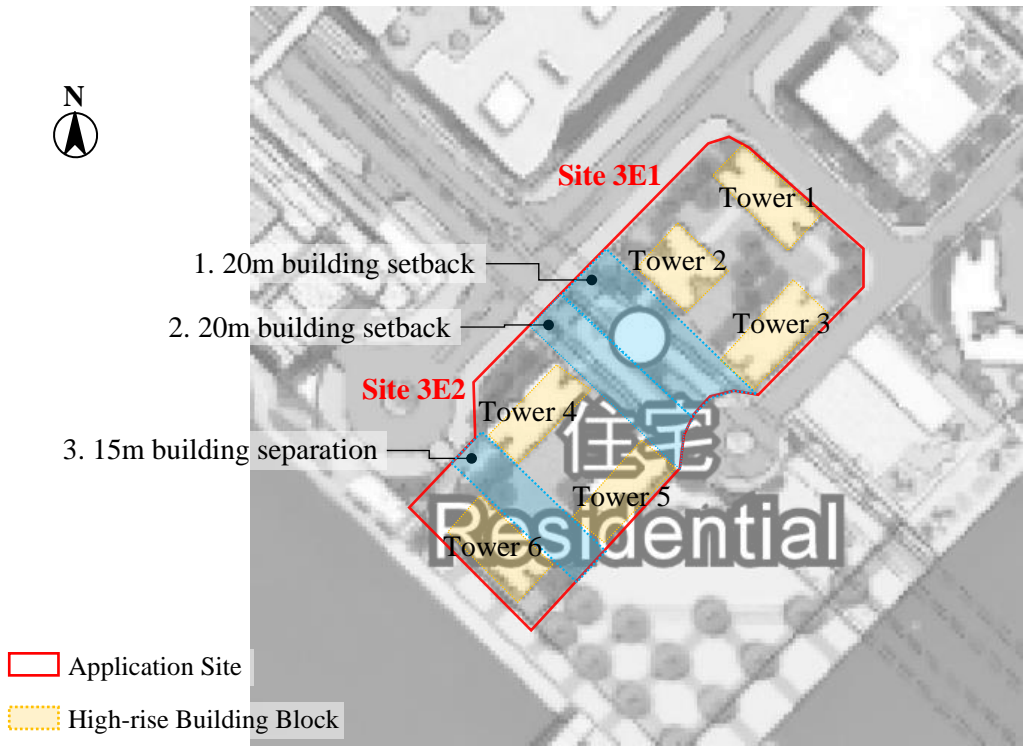 N
Site 3E1
Tower 1
1. 20m building setback
Tower 2
2. 20m building setback
Tower 3
Site 3E2
Tower 4
住宅
3. 15m building separation
Tower 5
Residential
Tower 6
Application Site
High-rise Building Block